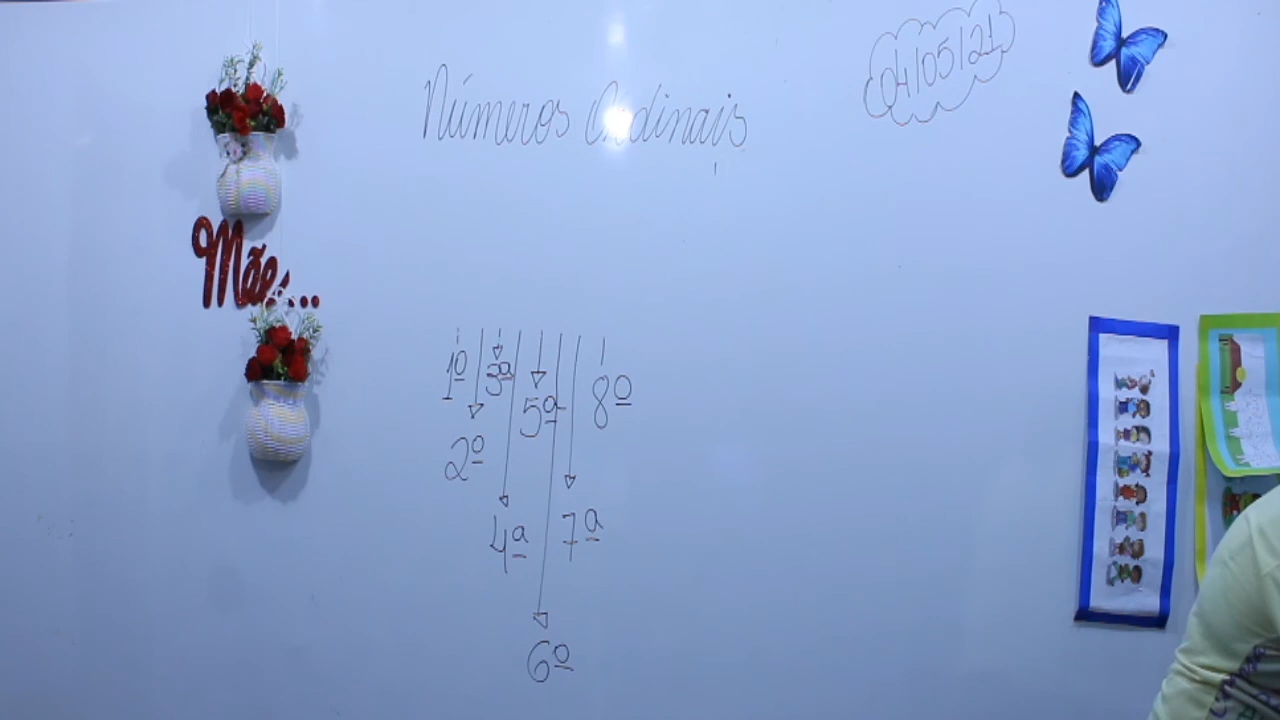 Números Ordinais
04/05/21
Mãe...
1º 3ª 5ª 8º
2º
4ª 7ª
6º